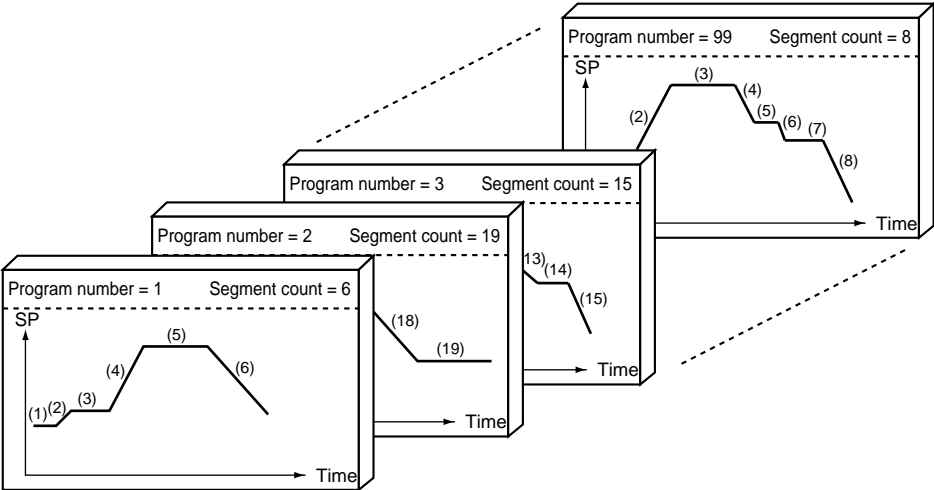 Program number = 99 Segment count = 8
SP
(2)
(3)
(4)
(5)
(6)
(7)
(8)
Time
Program number = 3 Segment count = 15
13)
(14)
(15)
Time
Program number = 2 Segment count = 19
(18)
(19)
Time
Program number = 1 Segment count = 6
SP
(1)
(2)
(3)
(4)
(5)
(6)
Time